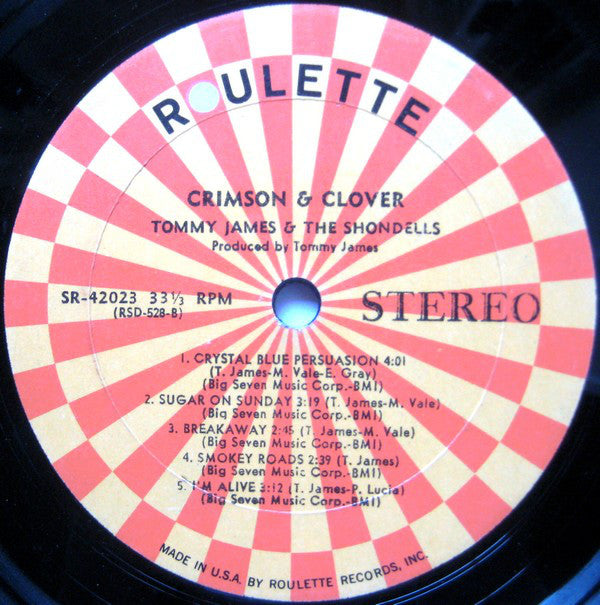 ROULETTE
CRIMSON & CLOVER
TOMMY JAMES & THE SHONDELLS
Produced by Tommy James
SR-42023 33⅓ RPM
(RSD-528-B)
STEREO
1. CRYSTAL BLUE PERSUASION 4:01
(T. James-M. Vale-E. Gray)
(Big Seven Music Corp.-BMI)
2. SUGAR ON SUNDAY 3:19 (T. James-M. Vale)
(Big Seven Music Corp.-BMI)
3. BREAKAWAY 2:45 (T. James-M. Vale)
(Big Seven Music Corp.-BMI)
4. SMOKEY ROADS 2:39 (T. James)
(Big Seven Music Corp.-BMI)
5. I'M ALIVE 3:12 (T. James-P. Lucia)
(Big Seven Music Corp.-BMI)
MADE IN U.S.A. BY ROULETTE RECORDS, INC.